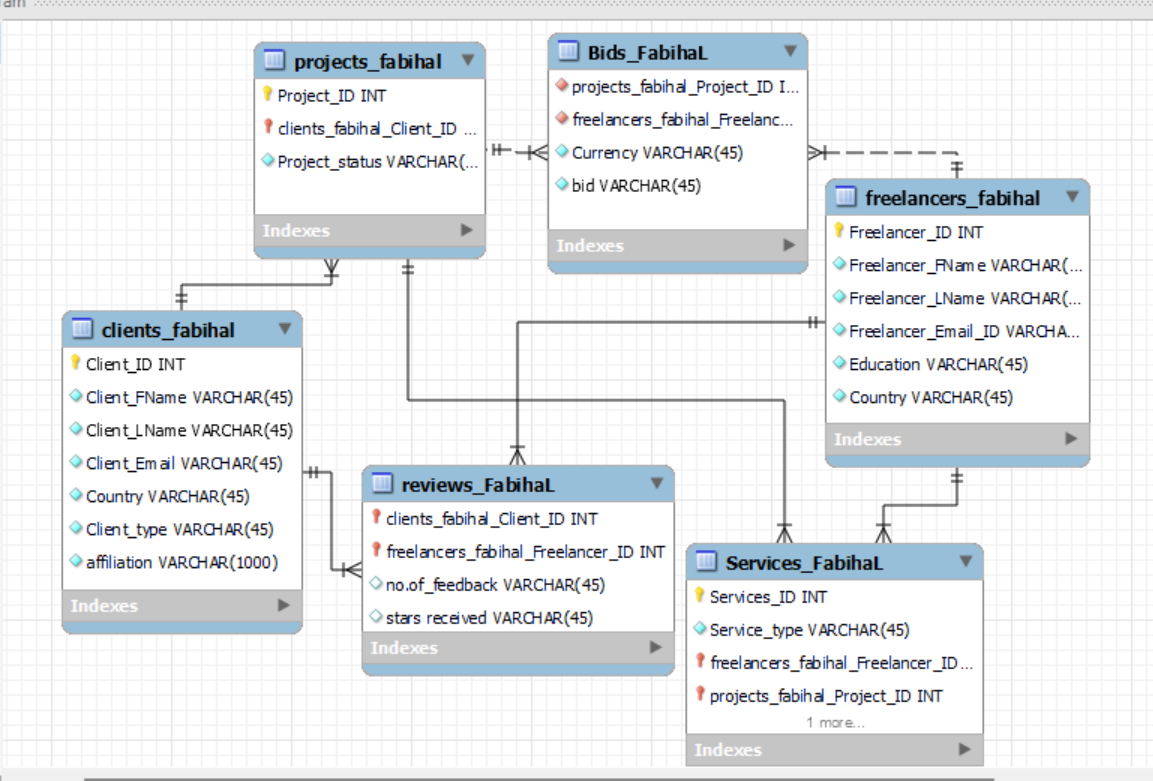 ram
projects_fabihal
Project_ID INT
clients_fabihal_Client_ID ...
Project_status VARCHAR(...
Indexes
Bids_FabihaL
projects_fabihal_Project_ID I...
freelancers_fabihal_Freelanc...
Currency VARCHAR(45)
bid VARCHAR(45)
Indexes
freelancers_fabihal
Freelancer_ID INT
Freelancer_FName VARCHAR(...
Freelancer_LName VARCHAR(...
Freelancer_Email_ID VARCHA...
Education VARCHAR(45)
Country VARCHAR(45)
Indexes
clients_fabihal
Client_ID INT
Client_FName VARCHAR(45)
Client_LName VARCHAR(45)
Client_Email VARCHAR(45)
Country VARCHAR(45)
Client_type VARCHAR(45)
affiliation VARCHAR(1000)
Indexes
reviews_FabihaL
clients_fabihal_Client_ID INT
freelancers_fabihal_Freelancer_ID INT
no.of_feedback VARCHAR(45)
stars received VARCHAR(45)
Indexes
Services_FabihaL
Services_ID INT
Service_type VARCHAR(45)
freelancers_fabihal_Freelancer_ID...
projects_fabihal_Project_ID INT
1 more...
Indexes